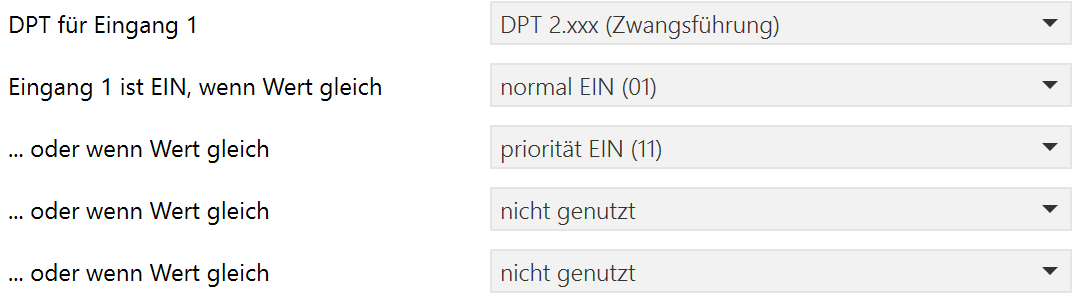 DPT für Eingang 1 DPT 2.xxx (Zwangsführung)
Eingang 1 ist EIN, wenn Wert gleich normal EIN (01)
... oder wenn Wert gleich priorität EIN (11)
... oder wenn Wert gleich nicht genutzt
... oder wenn Wert gleich nicht genutzt